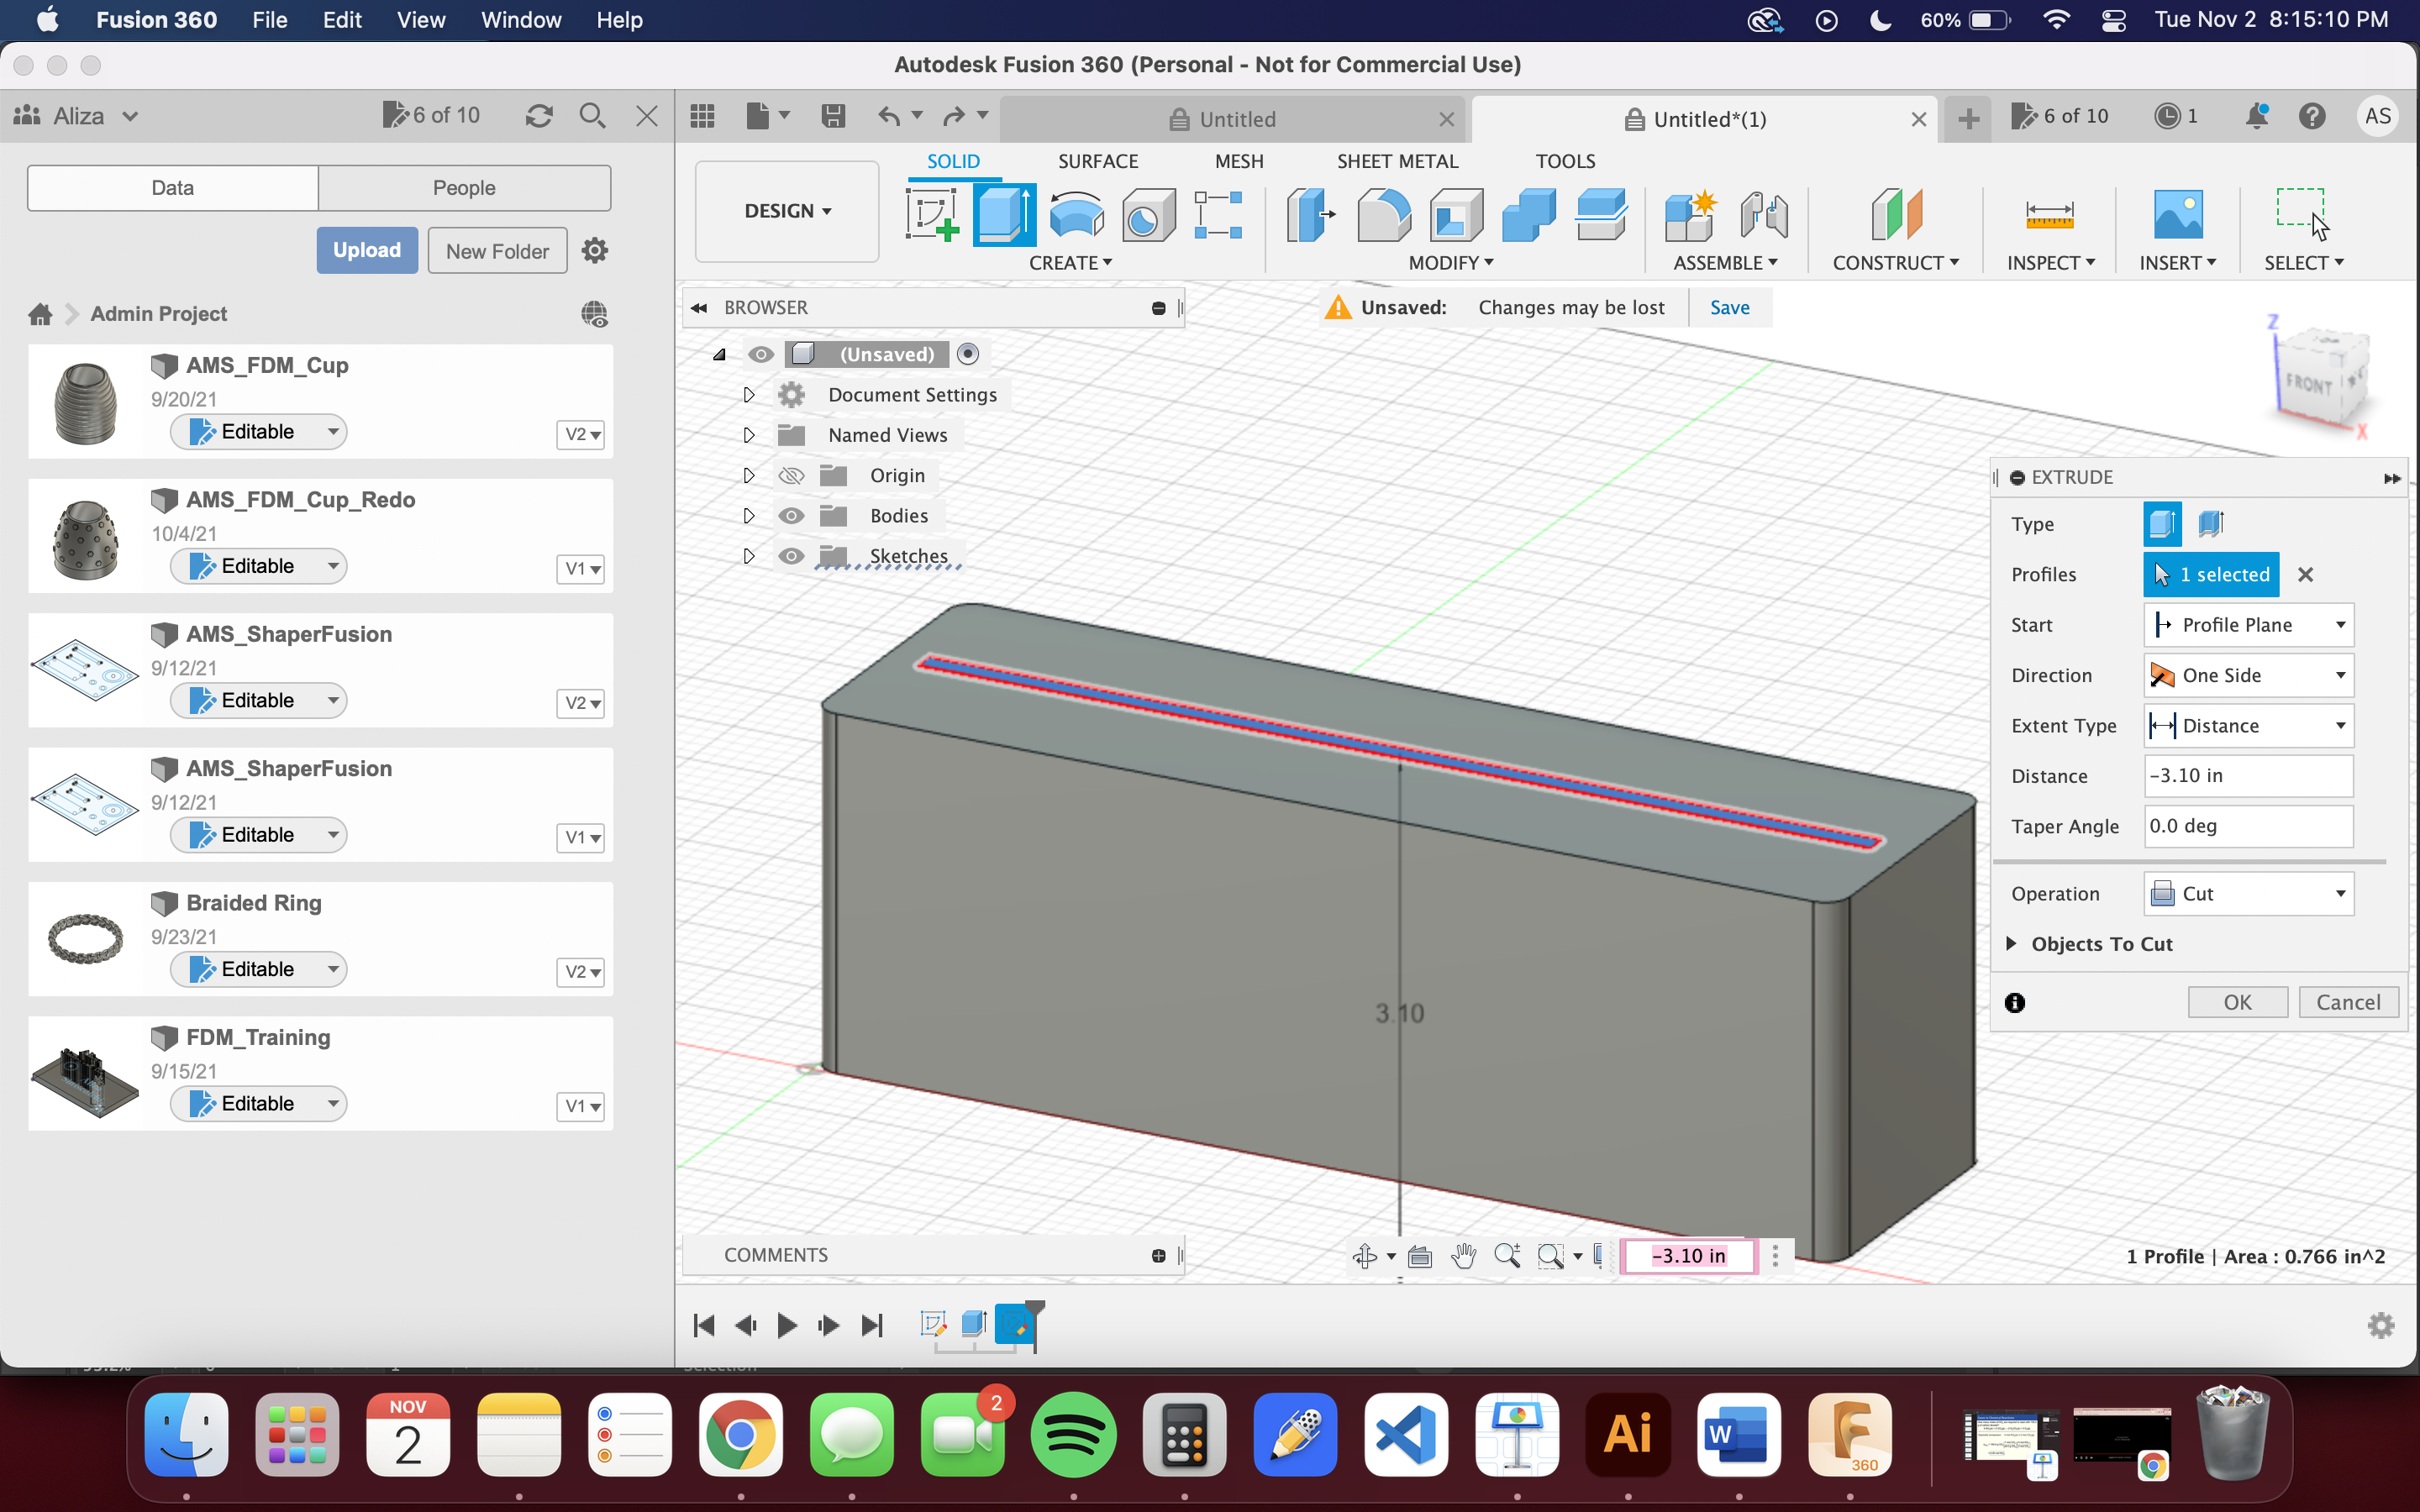 Fusion 360 File Edit View Window Help 60% Tue Nov 2 8:15:10 PM
Autodesk Fusion 360 (Personal - Not for Commercial Use)
Aliza 6 of 10 Untitled Untitled*(1) 6 of 10 1 AS
Data People
Upload New Folder
Admin Project
AMS_FDM_Cup
9/20/21
Editable V2
AMS_FDM_Cup_Redo
10/4/21
Editable V1
AMS_ShaperFusion
9/12/21
Editable V2
AMS_ShaperFusion
9/12/21
Editable V1
Braided Ring
9/23/21
Editable V2
FDM_Training
9/15/21
Editable V1
SOLID SURFACE MESH SHEET METAL TOOLS
DESIGN
CREATE MODIFY ASSEMBLE CONSTRUCT INSPECT INSERT SELECT
BROWSER
Unsaved: Changes may be lost Save
(Unsaved)
Document Settings
Named Views
Origin
Bodies
Sketches
Z
FRONT
X
EXTRUDE
Type
Profiles 1 selected
Start Profile Plane
Direction One Side
Extent Type Distance
Distance -3.10 in
Taper Angle 0.0 deg
Operation Cut
Objects To Cut
OK Cancel
3.10
COMMENTS
-3.10 in
1 Profile | Area : 0.766 in^2
NOV
2
2
Ai
W
360